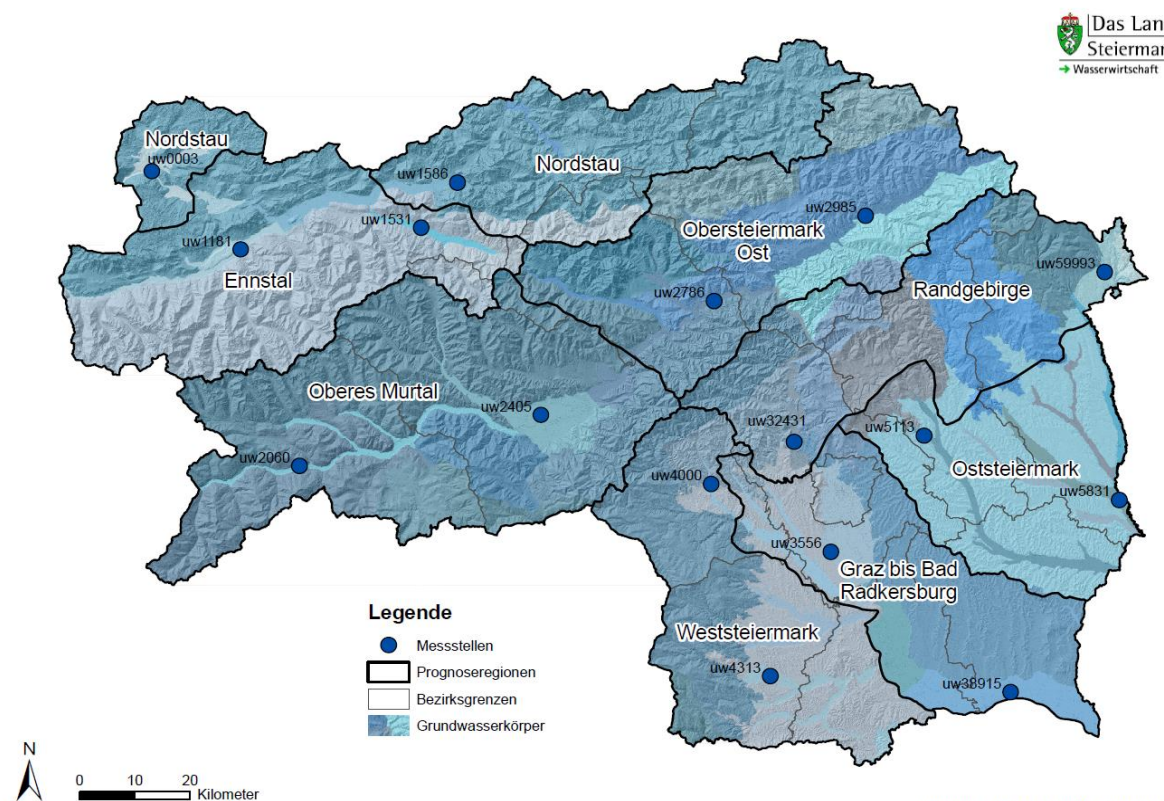 Das Lan
Steiermar
→ Wasserwirtschaft
Nordstau
uw0003
Nordstau
uw1586
uw1531
uw2985
Obersteiermark
Ost
uw1181
Ennstal
uw59993
uw2786
Randgebirge
Oberes Murtal
uw2405
uw32431
uw5113
uw2060
Oststeiermark
uw4000
uw5831
uw3556
Graz bis Bad
Radkersburg
Legende
Messstellen
Weststeiermark
Prognoseregionen
uw4313
uw38915
Bezirksgrenzen
Grundwasserkörper
N
0 10 20
Kilometer